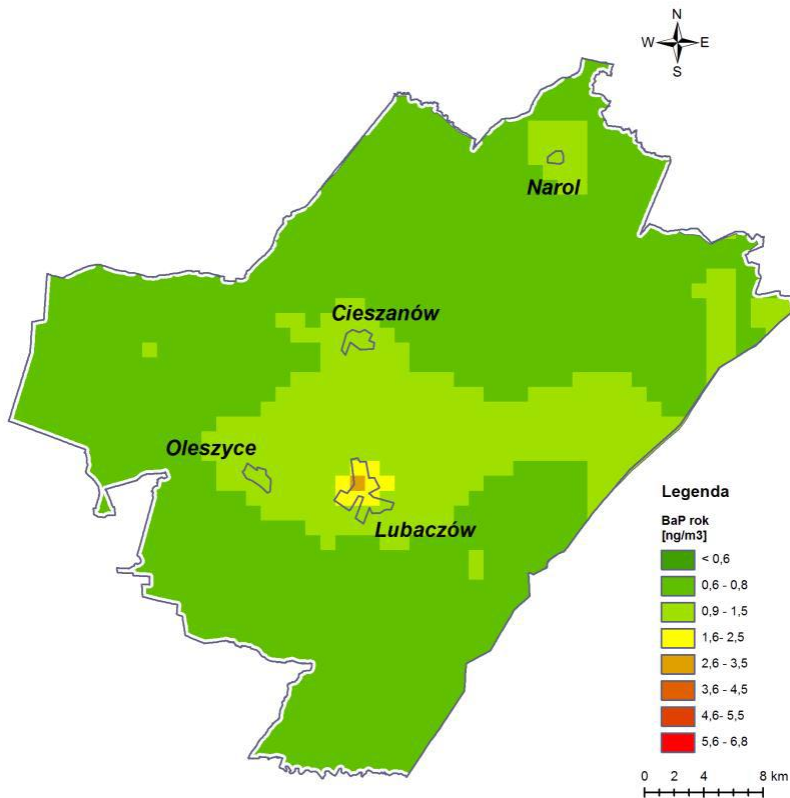 N
W E
S
Narol
Cieszanów
Oleszyce
Lubaczów
Legenda
BaP rok
[ng/m3]
< 0,6
0,6 - 0,8
0,9 - 1,5
1,6- 2,5
2,6 - 3,5
3,6 - 4,5
4,6- 5,5
5,6 - 6,8
0 2 4 8 km